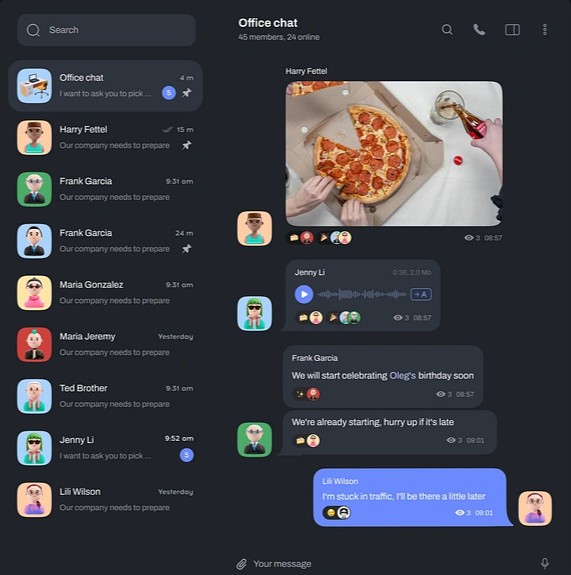 Search
Office chat
4 m
I want to ask you to pick ...
5
Harry Fettel
15 m
Our company needs to prepare
Frank Garcia
9:31 am
Our company needs to prepare
Frank Garcia
24 m
Our company needs to prepare
Maria Gonzalez
9:31 am
Our company needs to prepare
Maria Jeremy
Yesterday
Our company needs to prepare
Ted Brother
9:31 am
Our company needs to prepare
Jenny Li
9:52 am
I want to ask you to pick ...
5
Lili Wilson
Yesterday
Our company needs to prepare
Office chat
45 members, 24 online
Harry Fettel
3 08:57
Jenny Li
0:36, 2.0 Mb
→A
3 08:57
Frank Garcia
We will start celebrating Oleg's birthday soon
3 08:57
We're already starting, hurry up if it's late
3 09:01
Lili Wilson
I'm stuck in traffic, I'll be there a little later
3 09:01
Your message